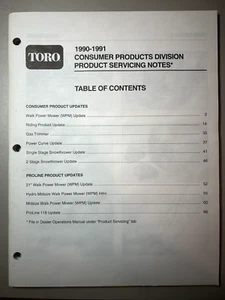 TORO
1990-1991
CONSUMER PRODUCTS DIVISION
PRODUCT SERVICING NOTES*
TABLE OF CONTENTS
CONSUMER PRODUCT UPDATES
Walk Power Mower (WPM) Update
Riding Product Update
Gas Trimmer
Power Curve Update
Single Stage Snowthrower Update
2 Stage Snowthrower Update
PROLINE PRODUCT UPDATES
21" Walk Power Mower (WPM) Update
Hydro Midsize Walk Power Mower (WPM) Intro
Midsize Walk Power Mower (WPM) Update
ProLine 118 Update
* File in Dealer Operations Manual under "Product Servicing" tab